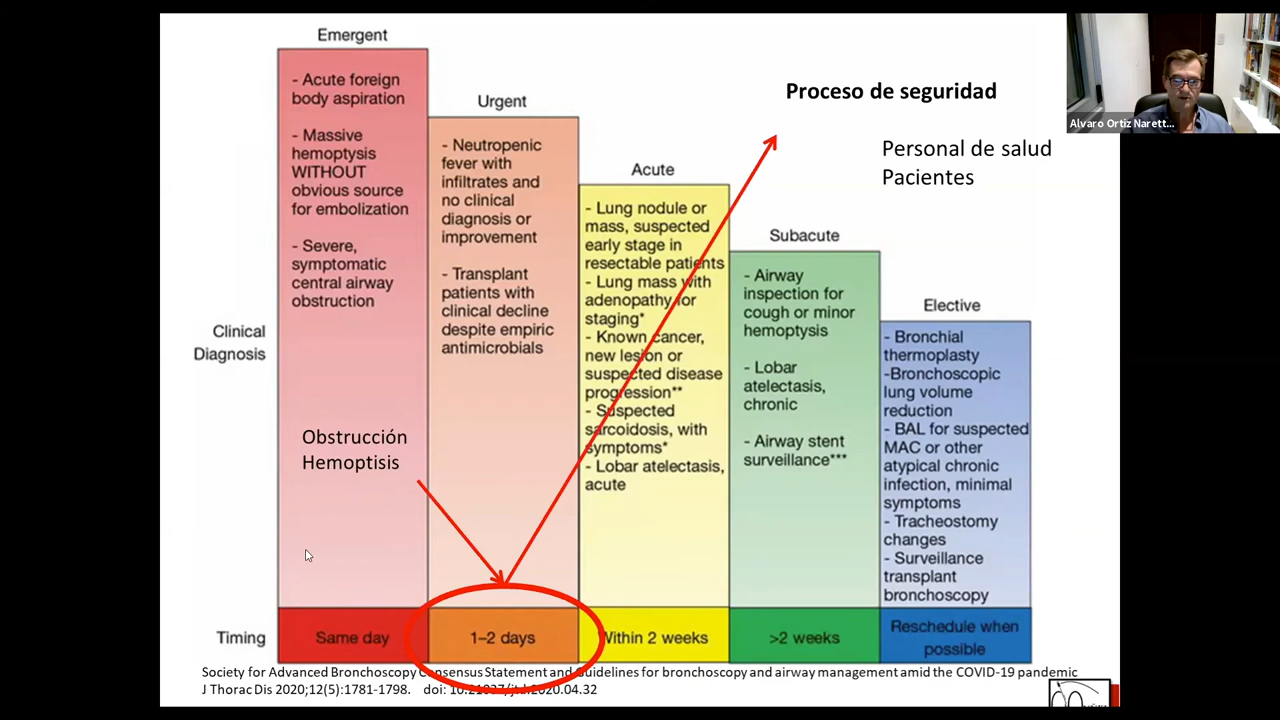 Emergent
- Acute foreign
body aspiration
- Massive
hemoptysis
WITHOUT
obvious source
for embolization
- Severe,
symptomatic
central airway
obstruction
Obstrucción
Hemoptisis
Urgent
- Neutropenic
fever with
infiltrates and
no clinical
diagnosis or
improvement
- Transplant
patients with
clinical decline
despite empiric
antimicrobials
Acute
- Lung nodule or
mass, suspected
early stage in
resectable patients
- Lung mass with
adenopathy for
staging*
- Known cancer,
new lesion or
suspected disease
progression**
- Suspected
sarcoidosis, with
symptoms*
- Lobar atelectasis,
acute
Subacute
- Airway
inspection for
cough or minor
hemoptysis
- Lobar
atelectasis,
chronic
- Airway stent
surveillance***
Elective
- Bronchial
thermoplasty
-Bronchoscopic
lung volume
reduction
- BAL for suspected
MAC or other
atypical chronic
infection, minimal
symptoms
- Tracheostomy
changes
- Surveillance
transplant
bronchoscopy
Proceso de seguridad
Personal de salud
Pacientes
Alvaro Ortiz Narett...
Clinical
Diagnosis
Timing
Same day
1–2 days
Within 2 weeks
>2 weeks
Reschedule when
possible
Society for Advanced Bronchoscopy Consensus Statement and Guidelines for bronchoscopy and airway management amid the COVID-19 pandemic
J Thorac Dis 2020;12(5):1781-1798. doi: 10.21037/jtd.2020.04.32